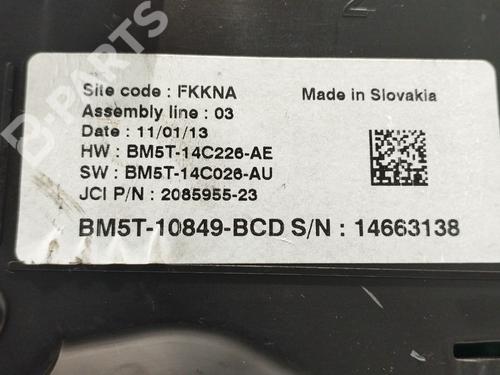 B-PARTS
2
Site code : FKKNA
Made in Slovakia
Assembly line : 03
Date : 11/01/13
HW : BM5T-14C226-AE
SW : BM5T-14C026-AU
JCI P/N : 2085955-23
BM5T-10849-BCD S/N : 14663138